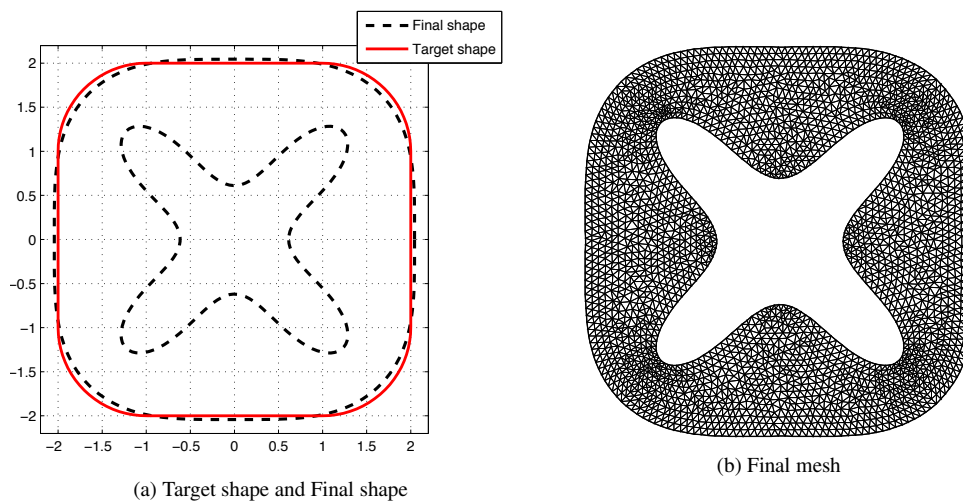 Final shape
Target shape
2
1.5
1
0.5
0
−0.5
−1
−1.5
−2
−2 −1.5 −1 −0.5 0 0.5 1 1.5 2
(a) Target shape and Final shape
(b) Final mesh